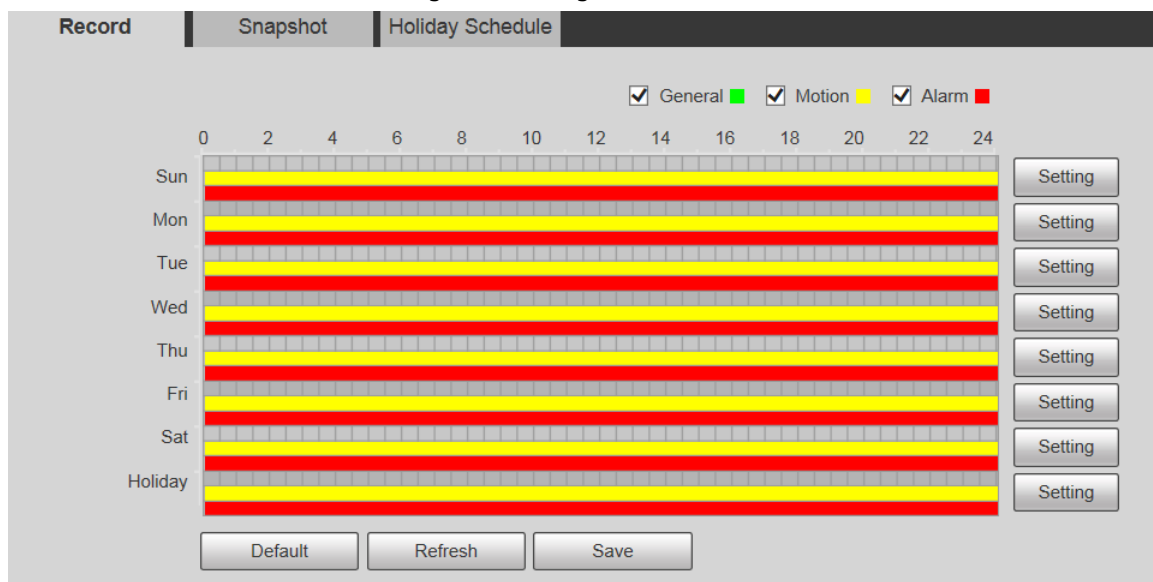 Record Snapshot Holiday Schedule
General Motion Alarm
0 2 4 6 8 10 12 14 16 18 20 22 24
Sun Setting
Mon Setting
Tue Setting
Wed Setting
Thu Setting
Fri Setting
Sat Setting
Holiday Setting
Default Refresh Save